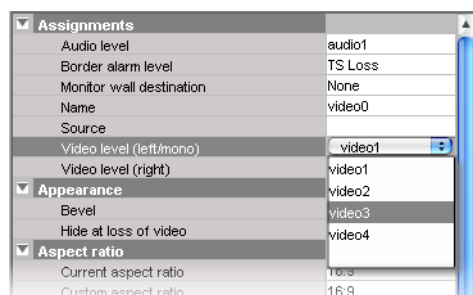 Assignments
Audio level audio1
Border alarm level TS Loss
Monitor wall destination None
Name video0
Source
Video level (left/mono) video1
Video level (right) video1
Appearance video2
Bevel video3
Hide at loss of video video4
Aspect ratio
Current aspect ratio 16:9
Custom aspect ratio 16:9